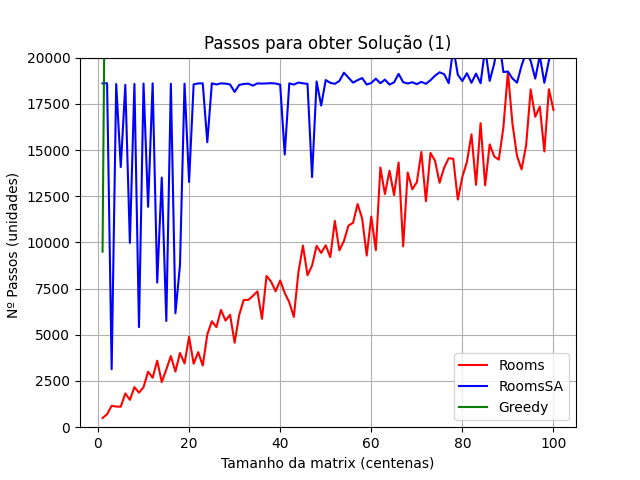 Passos para obter Solução (1)
20000
17500
15000
12500
10000
7500
5000
2500
0
Nº Passos (unidades)
0 20 40 60 80 100
Tamanho da matrix (centenas)
Rooms
RoomsSA
Greedy